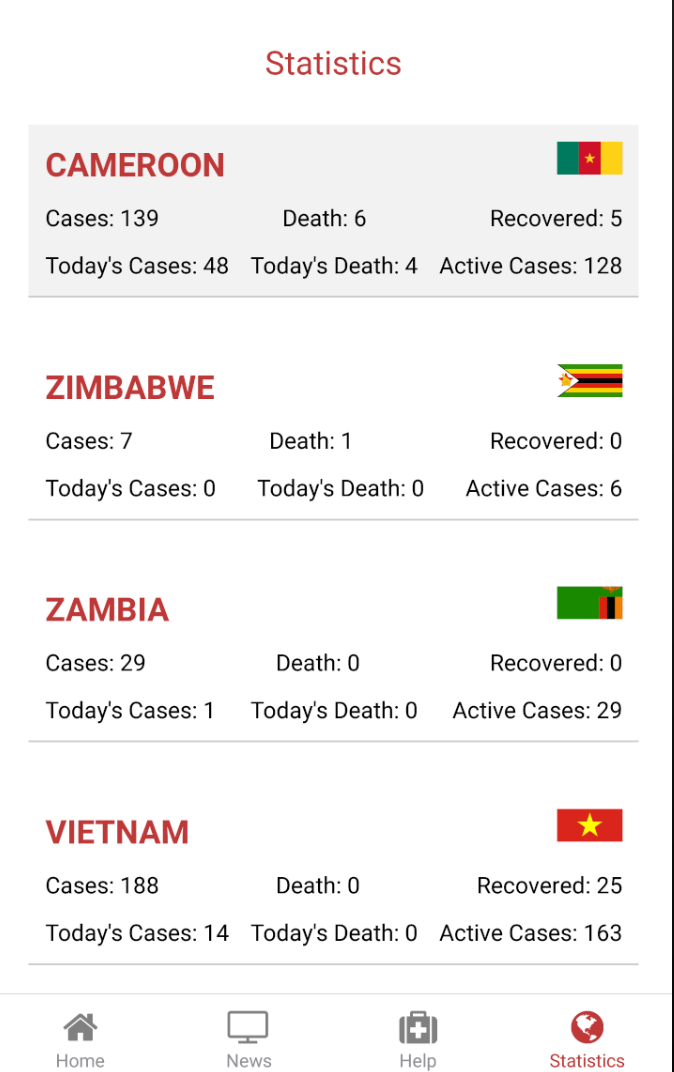 Statistics
CAMEROON
Cases: 139 Death: 6 Recovered: 5
Today's Cases: 48 Today's Death: 4 Active Cases: 128
ZIMBABWE
Cases: 7 Death: 1 Recovered: 0
Today's Cases: 0 Today's Death: 0 Active Cases: 6
ZAMBIA
Cases: 29 Death: 0 Recovered: 0
Today's Cases: 1 Today's Death: 0 Active Cases: 29
VIETNAM
Cases: 188 Death: 0 Recovered: 25
Today's Cases: 14 Today's Death: 0 Active Cases: 163
Home News Help Statistics